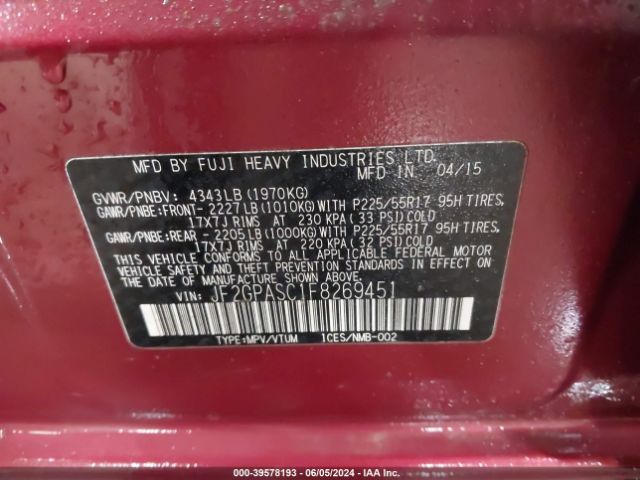 MFD BY FUJI HEAVY INDUSTRIES LTD.
MFD IN 04/15
GVWR/PNBV: 4343LB (1970KG)
GAWR/PNBE: FRONT- 2227LB (1010KG) WITH P225/55R17 95H TIRES,
17X7J RIMS AT 230 KPA (33 PSI) COLD
GAWR/PNBE: REAR - 2205LB (1000KG) WITH P225/55R17 95H TIRES,
17X7J RIMS AT 220 KPA (32 PSI) COLD
THIS VEHICLE CONFORMS TO ALL APPLICABLE FEDERAL MOTOR
VEHICLE SAFETY AND THEFT PREVENTION STANDARDS IN EFFECT
ON THE DATE OF MANUFACTURE SHOWN ABOVE.
VIN: JF2GPASC1F8269451
TYPE: MPV/VTUM ICES/NMB-002
000-39578193 - 06/05/2024 - IAA Inc.